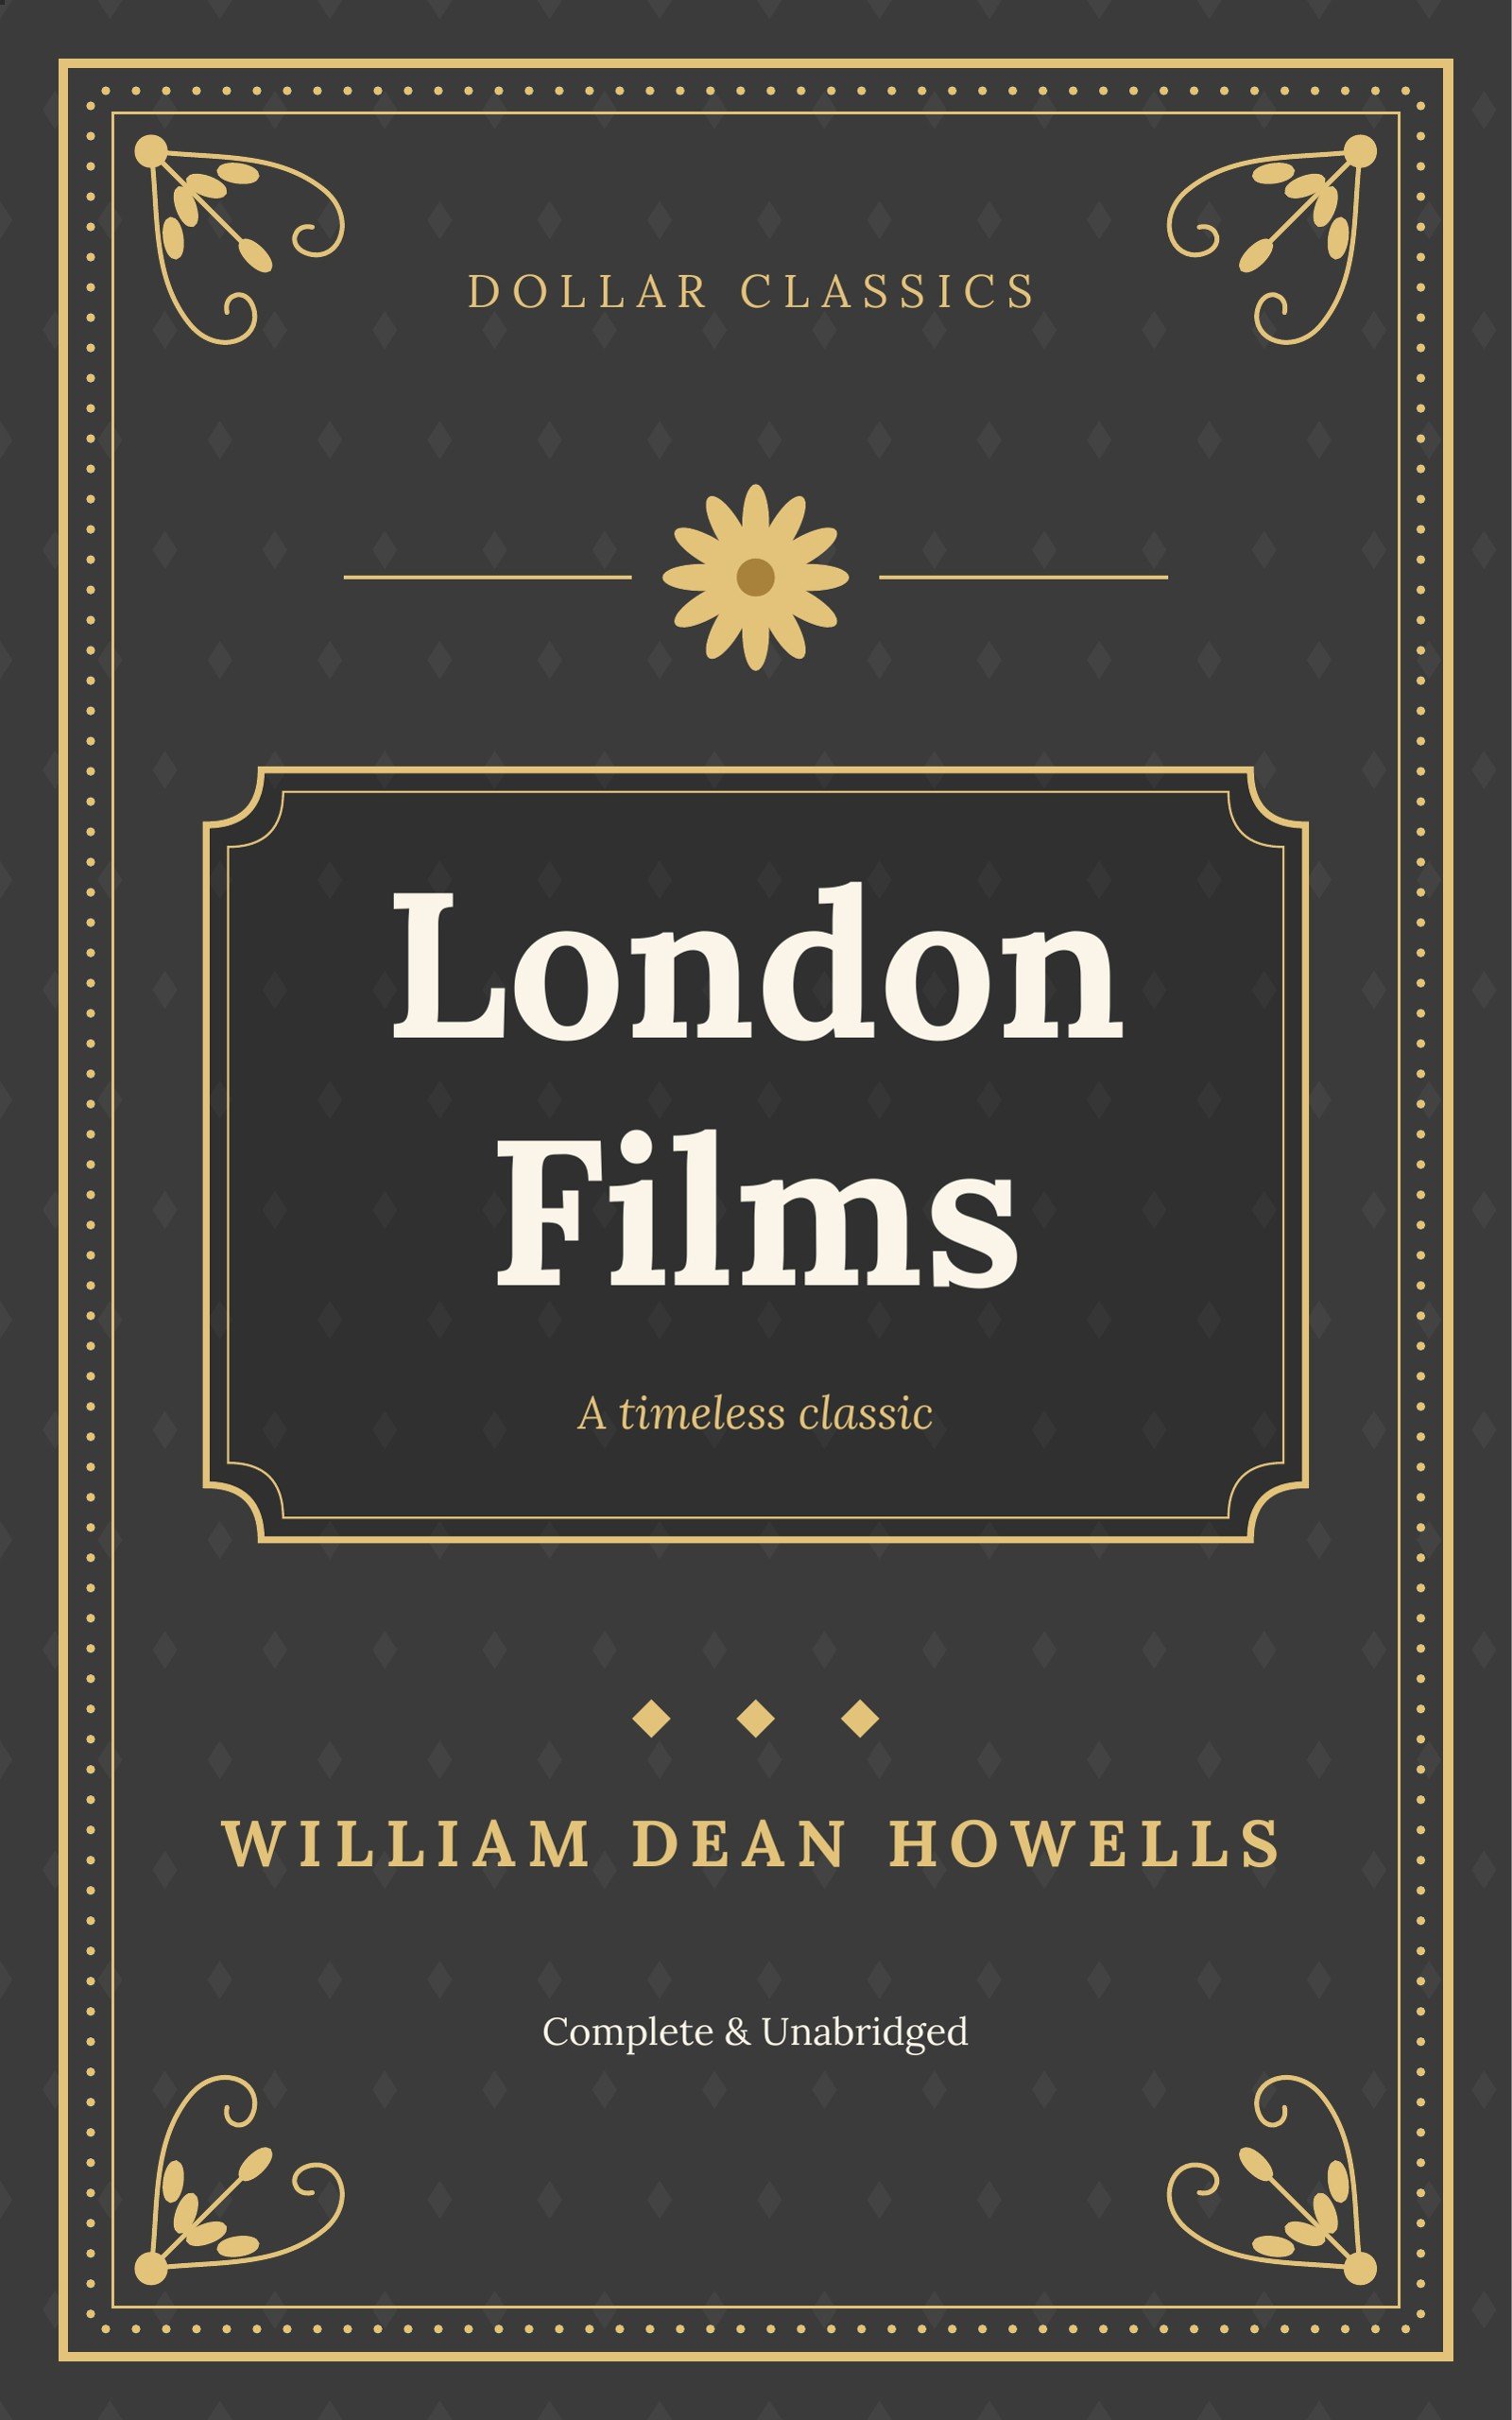 DOLLAR CLASSICS
London
Films
A timeless classic
WILLIAM DEAN HOWELLS
Complete & Unabridged